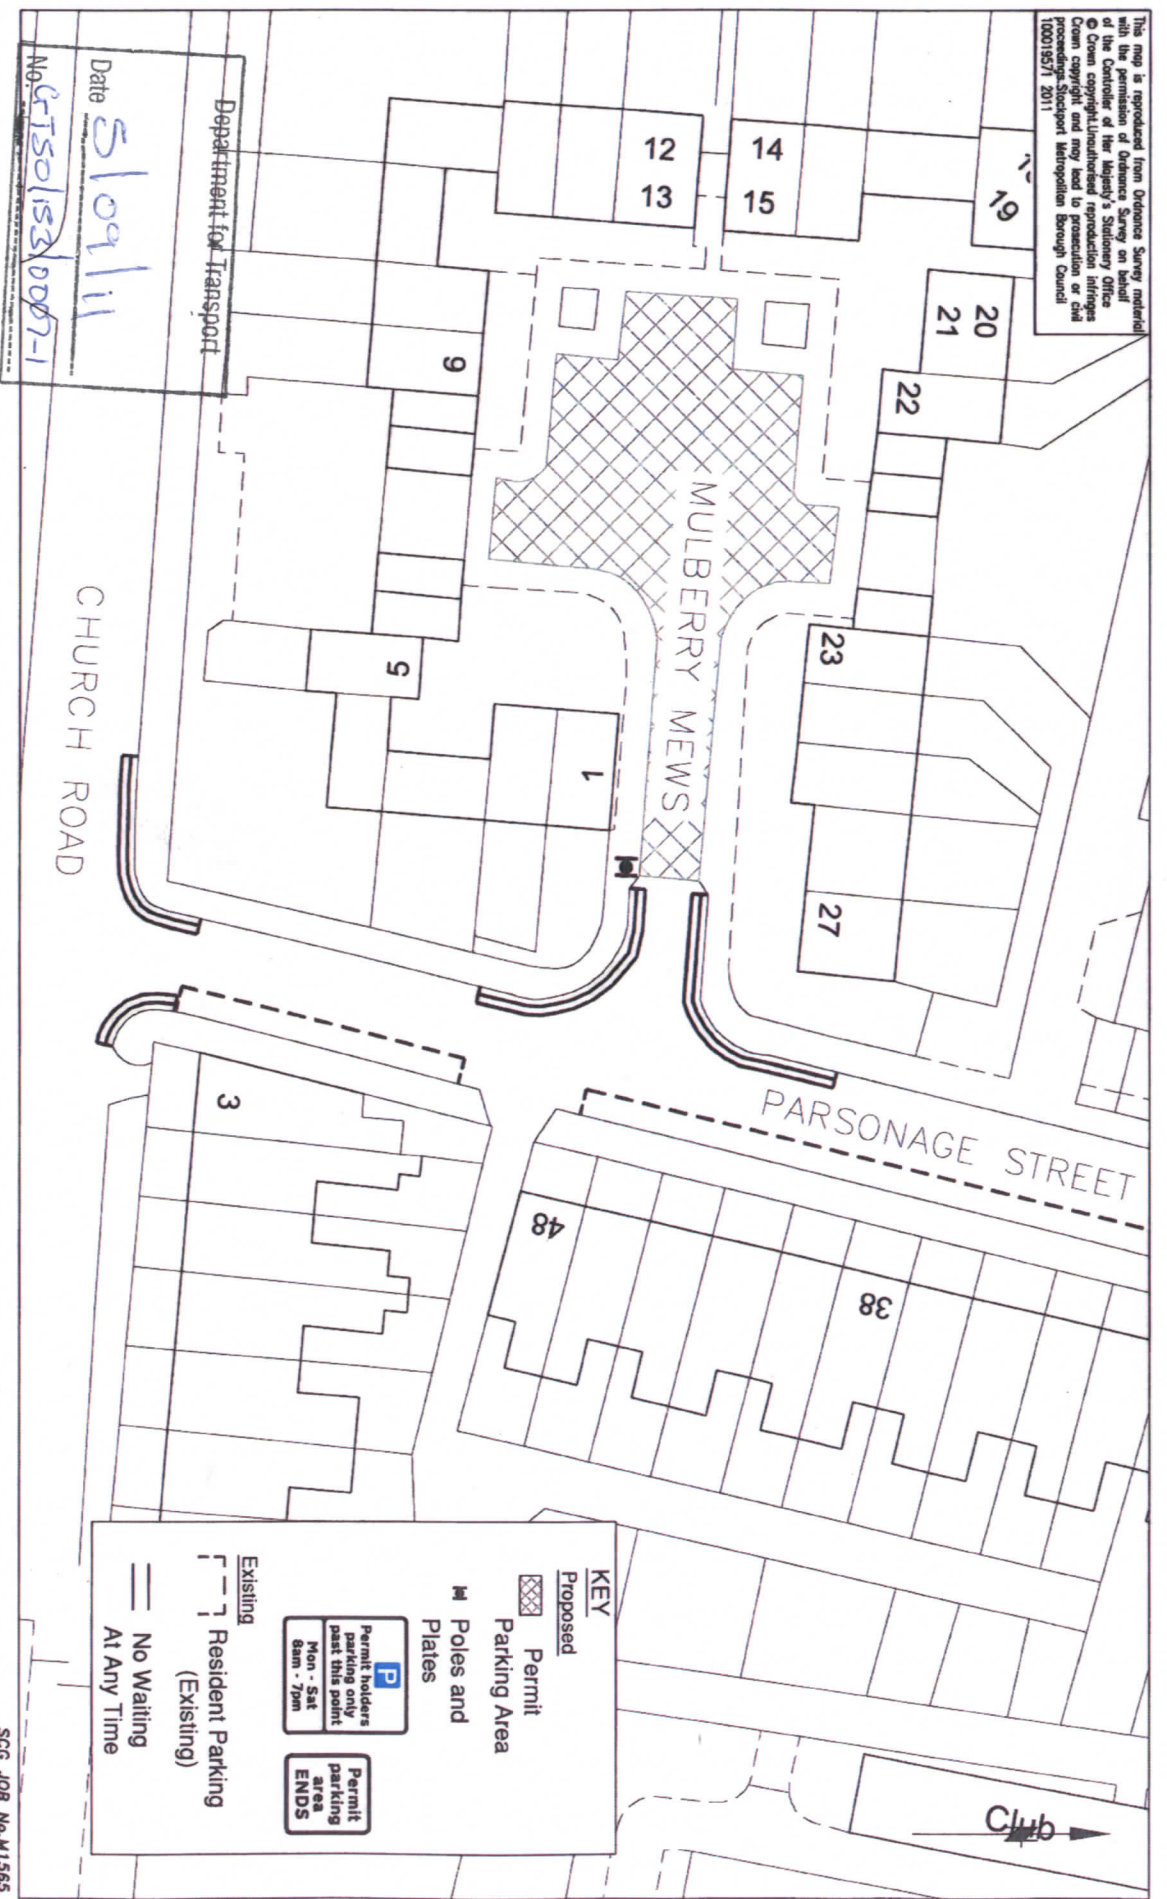 This map is reproduced from Ordnance Survey material
with the permission of Ordnance Survey on behalf
of the Controller of Her Majesty's Stationery Office
© Crown copyright.Unauthorised reproduction infringes
Crown copyright and may lead to prosecution or civil
proceedings.Stockport Metropolitan Borough Council
100019571 2011
19
20
21
22
23
27
14
15
12
13
9
5
1
MULBERRY MEWS
PARSONAGE STREET
CHURCH ROAD
3
48
38
Club
Department for Transport
Date 5/09/11
No. GT50/153/0007-1
KEY
Proposed
Permit
Parking Area
Poles and
Plates
P
Permit holders
parking only
past this point
Mon - Sat
8am - 7pm
Permit
parking
area
ENDS
Existing
Resident Parking
(Existing)
No Waiting
At Any Time
SCG JOB No.M1565